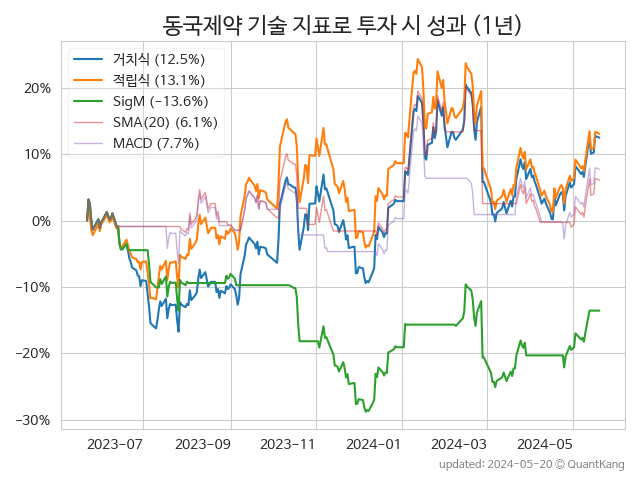 동국제약 기술 지표로 투자 시 성과 (1년)
거치식 (12.5%)
적립식 (13.1%)
SigM (−13.6%)
SMA(20) (6.1%)
MACD (7.7%)
20%
10%
0%
−10%
−20%
−30%
2023−07
2023−09
2023−11
2024−01
2024−03
2024−05
updated: 2024−05−20 © QuantKang